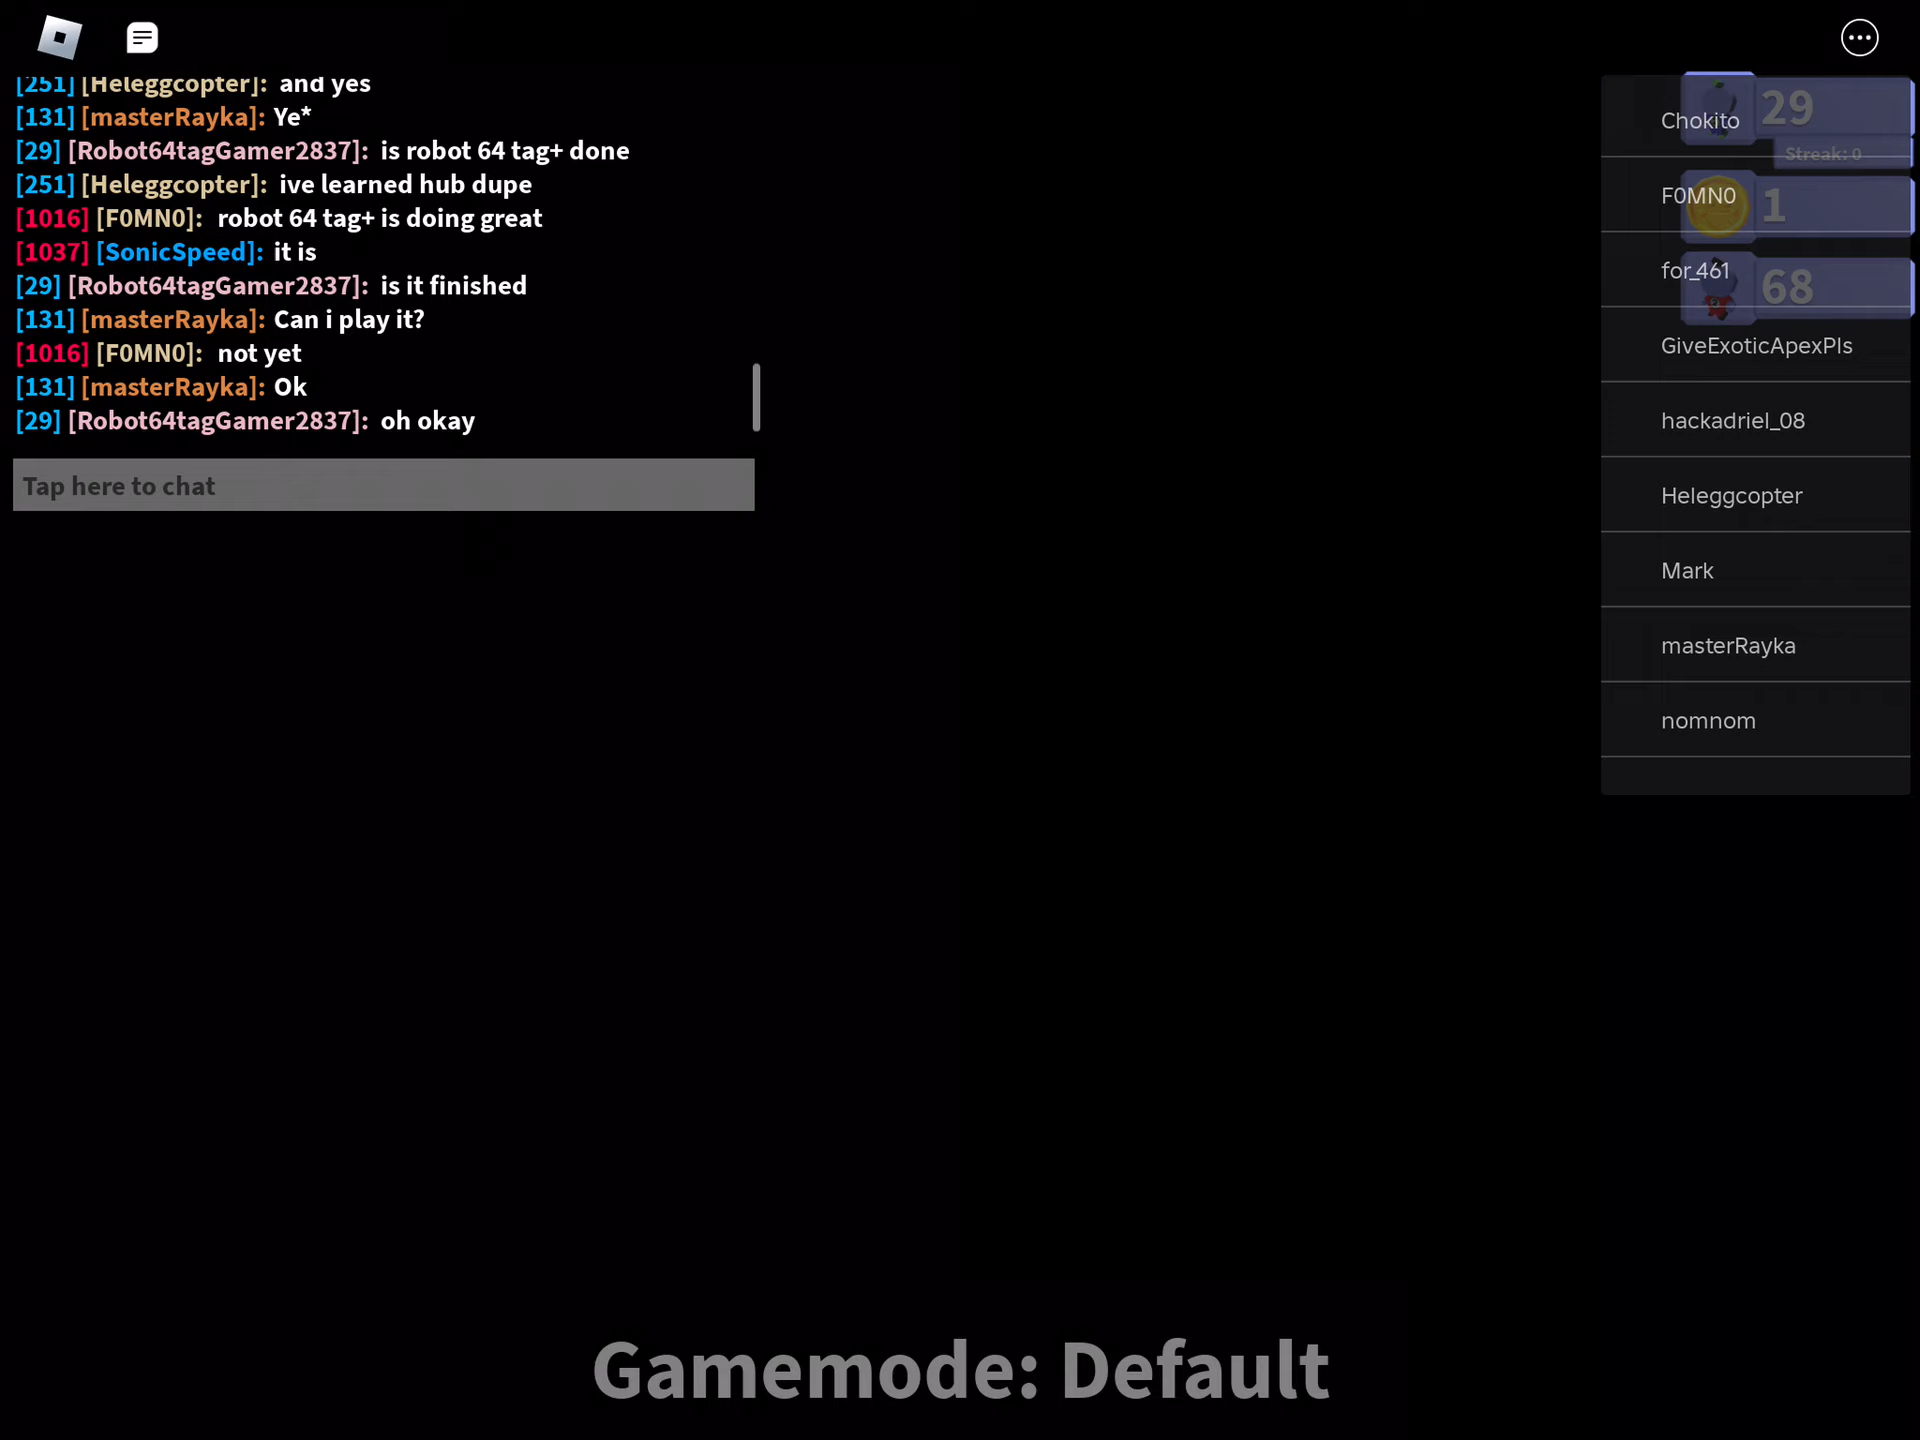 [251] [Heleggcopter]: and yes
[131] [masterRayka]: Ye*
[29] [Robot64tagGamer2837]: is robot 64 tag+ done
[251] [Heleggcopter]: ive learned hub dupe
[1016] [F0MN0]: robot 64 tag+ is doing great
[1037] [SonicSpeed]: it is
[29] [Robot64tagGamer2837]: is it finished
[131] [masterRayka]: Can i play it?
[1016] [F0MN0]: not yet
[131] [masterRayka]: Ok
[29] [Robot64tagGamer2837]: oh okay
Tap here to chat
29
Chokito
Streak: 0
F0MN0
1
for_461
68
GiveExoticApexPls
hackadriel_08
Heleggcopter
Mark
masterRayka
nomnom
Gamemode: Default